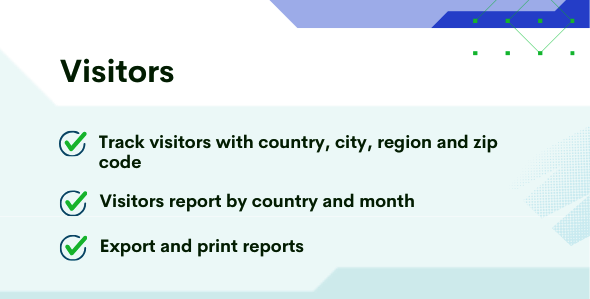 Visitors
Track visitors with country, city, region and zip
code
Visitors report by country and month
Export and print reports